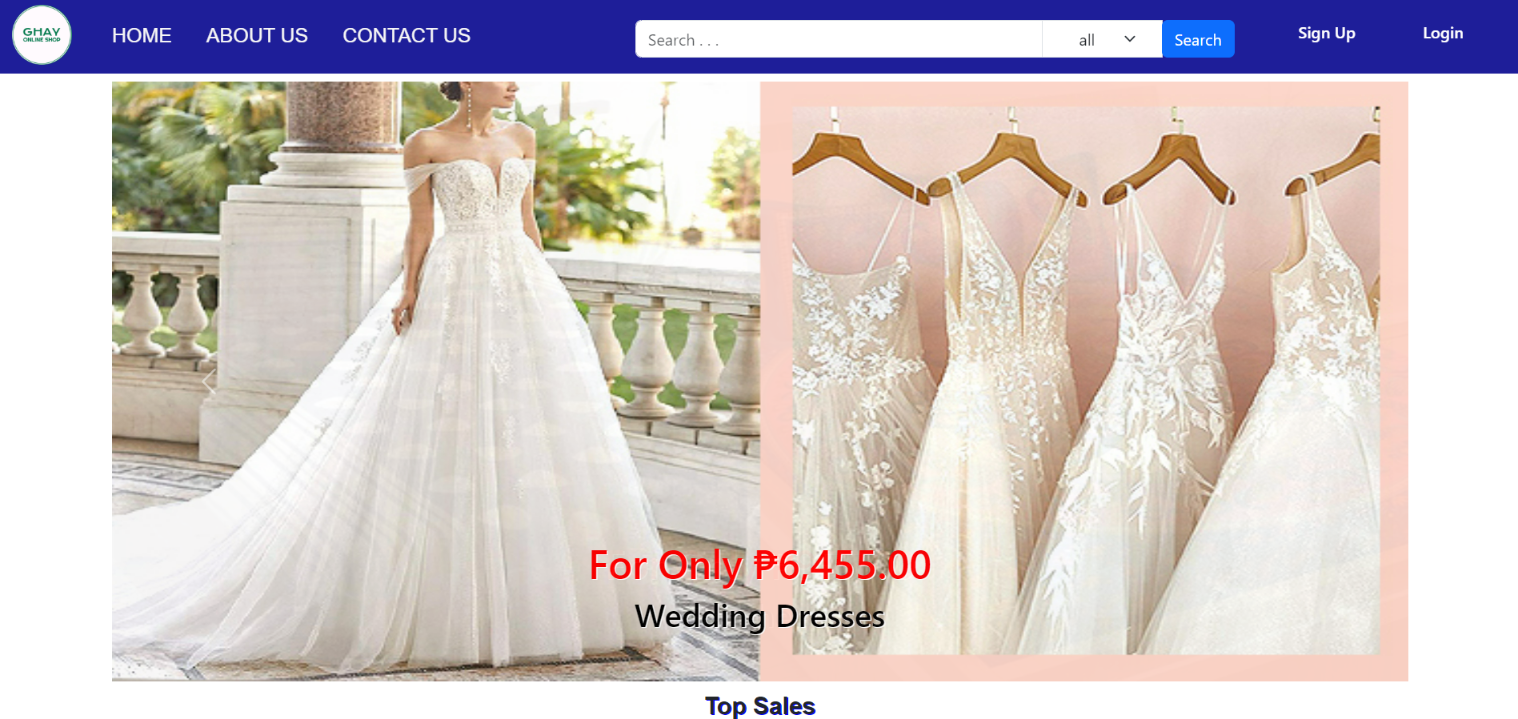 GHAY
ONLINE SHOP
HOME ABOUT US CONTACT US
Search . . .
all
Search
Sign Up
Login
For Only ₱6,455.00
Wedding Dresses
Top Sales